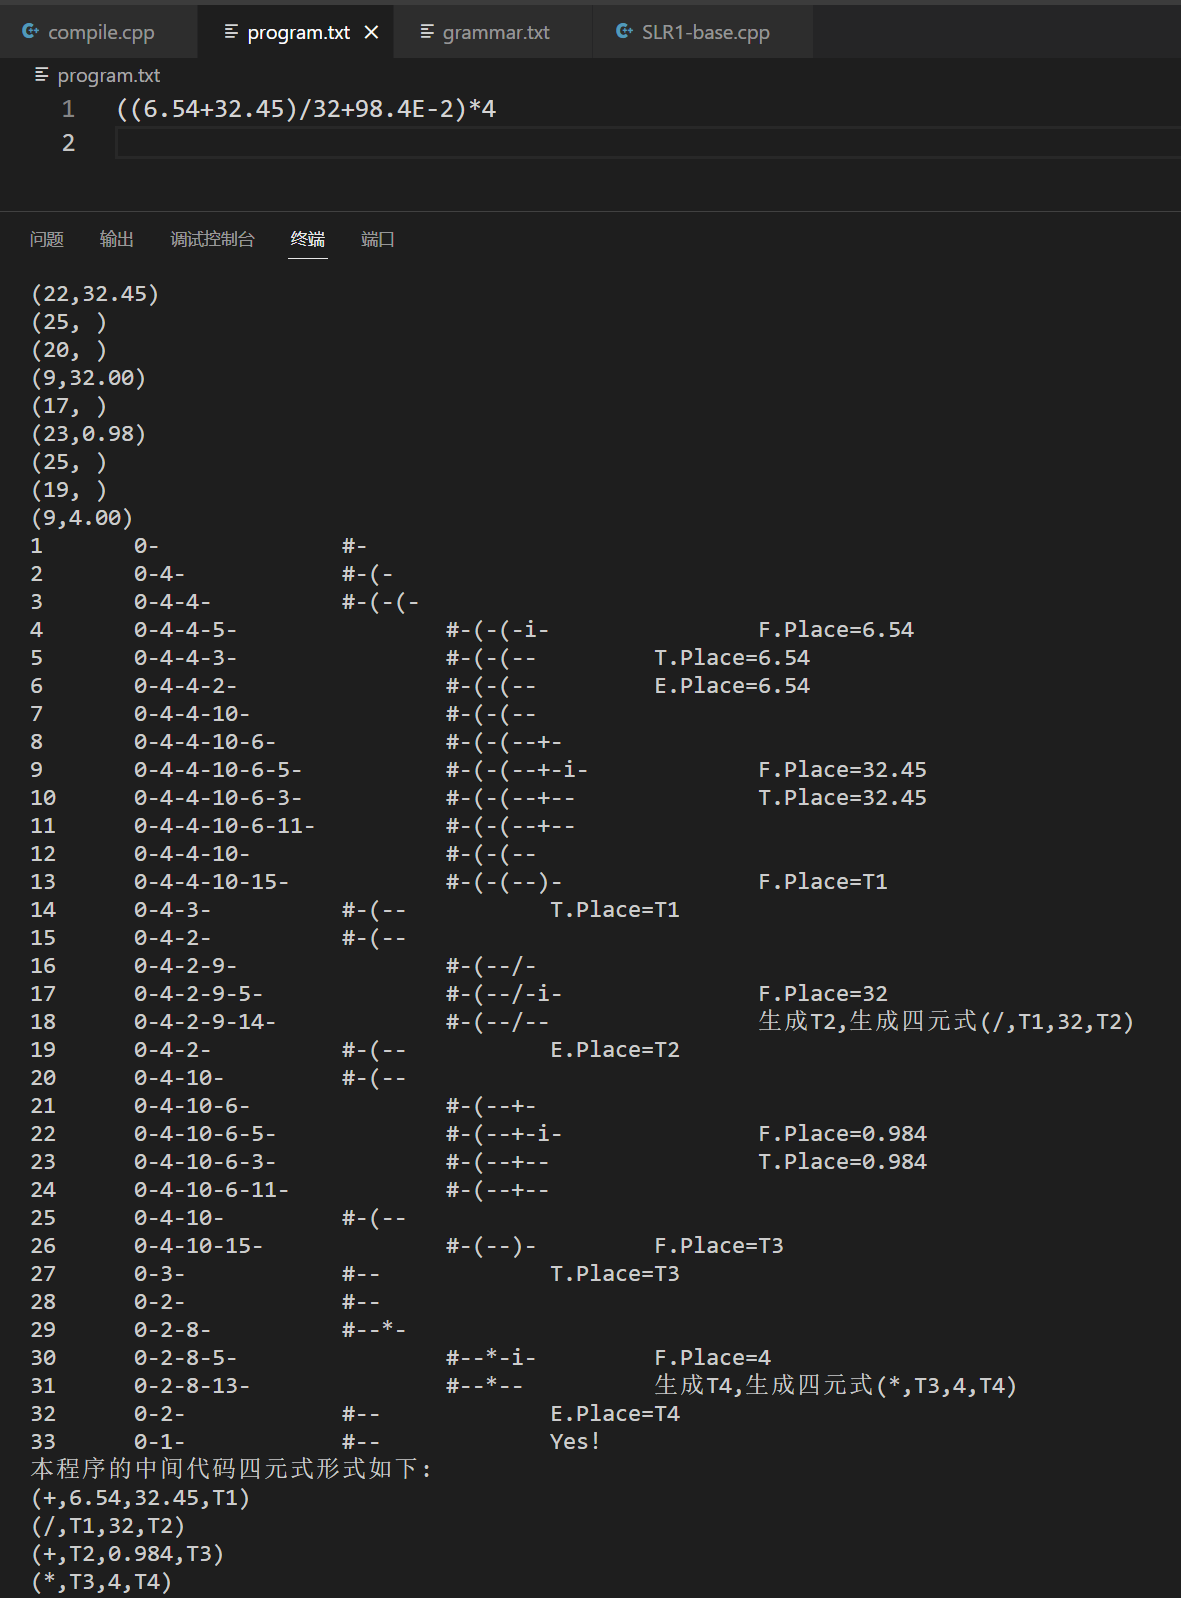 compile.cpp program.txt grammar.txt SLR1-base.cpp
program.txt
1 ((6.54+32.45)/32+98.4E-2)*4
2
问题 输出 调试控制台 终端 端口
(22,32.45)
(25, )
(20, )
(9,32.00)
(17, )
(23,0.98)
(25, )
(19, )
(9,4.00)
1 0- #-
2 0-4- #-(-
3 0-4-4- #-(-(-
4 0-4-4-5- #-(-(-i- F.Place=6.54
5 0-4-4-3- #-(-(-- T.Place=6.54
6 0-4-4-2- #-(-(-- E.Place=6.54
7 0-4-4-10- #-(-(--
8 0-4-4-10-6- #-(-(--+-
9 0-4-4-10-6-5- #-(-(--+-i- F.Place=32.45
10 0-4-4-10-6-3- #-(-(--+-- T.Place=32.45
11 0-4-4-10-6-11- #-(-(--+--
12 0-4-4-10- #-(-(--
13 0-4-4-10-15- #-(-(--)- F.Place=T1
14 0-4-3- #-(-- T.Place=T1
15 0-4-2- #-(--
16 0-4-2-9- #-(--/-
17 0-4-2-9-5- #-(--/-i- F.Place=32
18 0-4-2-9-14- #-(--/-- 生成T2,生成四元式(/,T1,32,T2)
19 0-4-2- #-(-- E.Place=T2
20 0-4-10- #-(--
21 0-4-10-6- #-(--+-
22 0-4-10-6-5- #-(--+-i- F.Place=0.984
23 0-4-10-6-3- #-(--+-- T.Place=0.984
24 0-4-10-6-11- #-(--+--
25 0-4-10- #-(--
26 0-4-10-15- #-(--)- F.Place=T3
27 0-3- #-- T.Place=T3
28 0-2- #--
29 0-2-8- #--*-
30 0-2-8-5- #--*-i- F.Place=4
31 0-2-8-13- #--*-- 生成T4,生成四元式(*,T3,4,T4)
32 0-2- #-- E.Place=T4
33 0-1- #-- Yes!
本程序的中间代码四元式形式如下:
(+,6.54,32.45,T1)
(/,T1,32,T2)
(+,T2,0.984,T3)
(*,T3,4,T4)